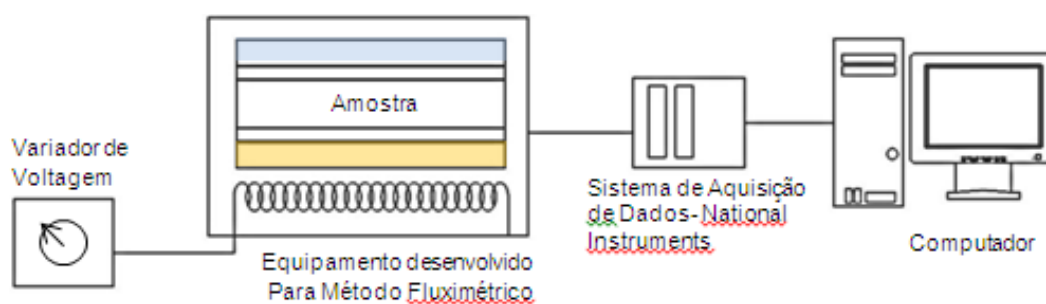 Amostra
Variador de
Voltagem
Equipamento desenvolvido
Para Método Fluximétrico
Sistema de Aquisição
de Dados-National
Instruments
Computador